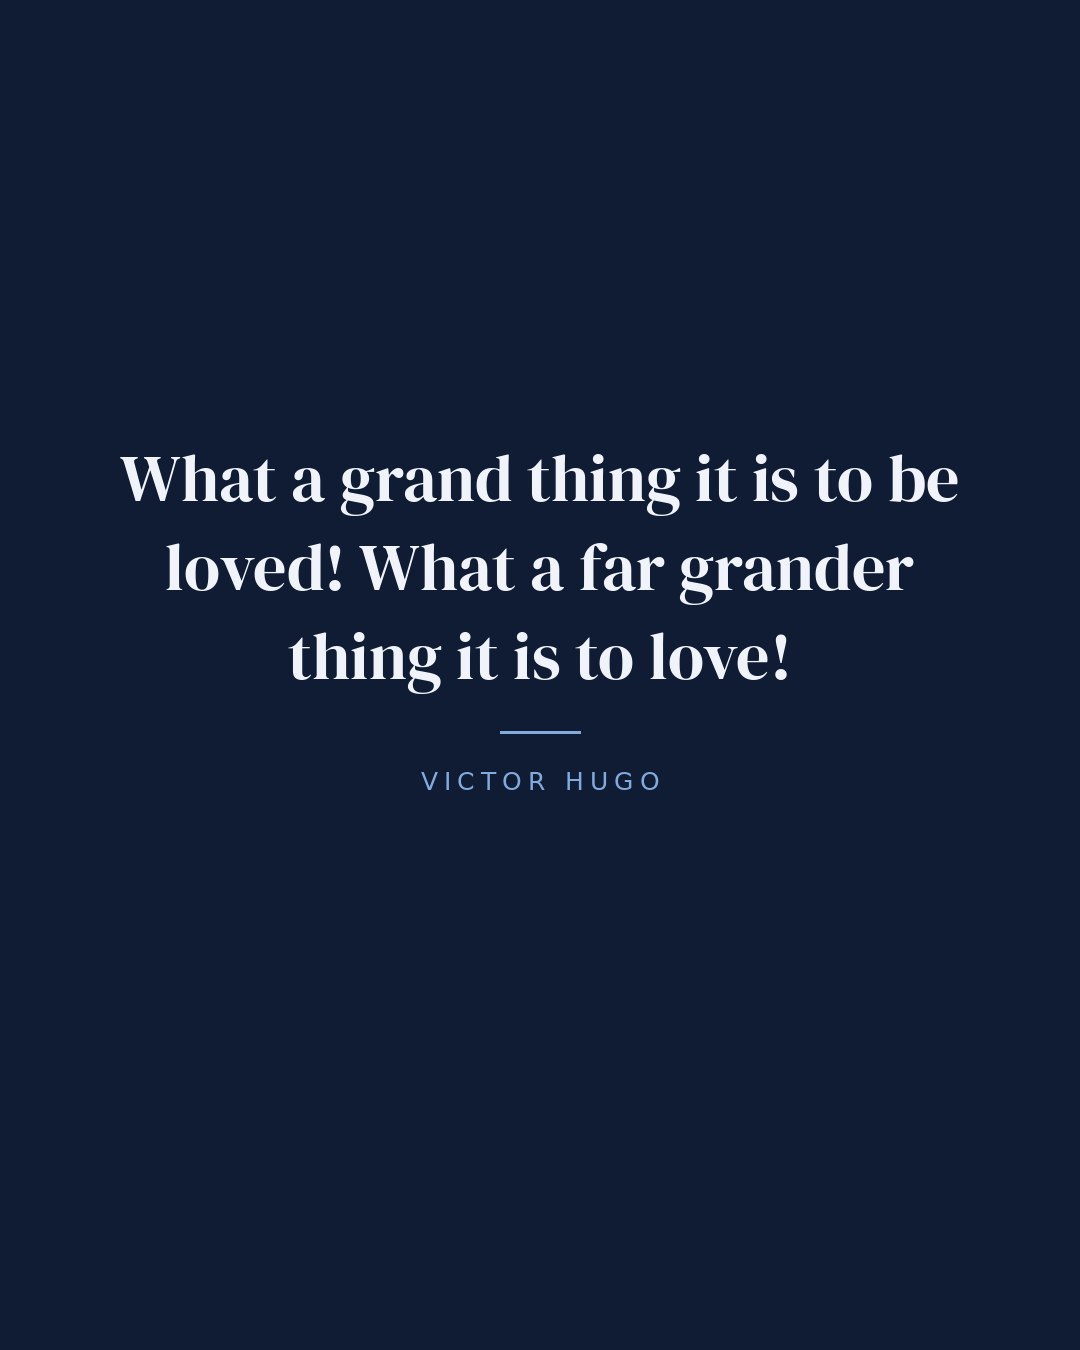 What a grand thing it is to be
loved! What a far grander
thing it is to love!
VICTOR HUGO